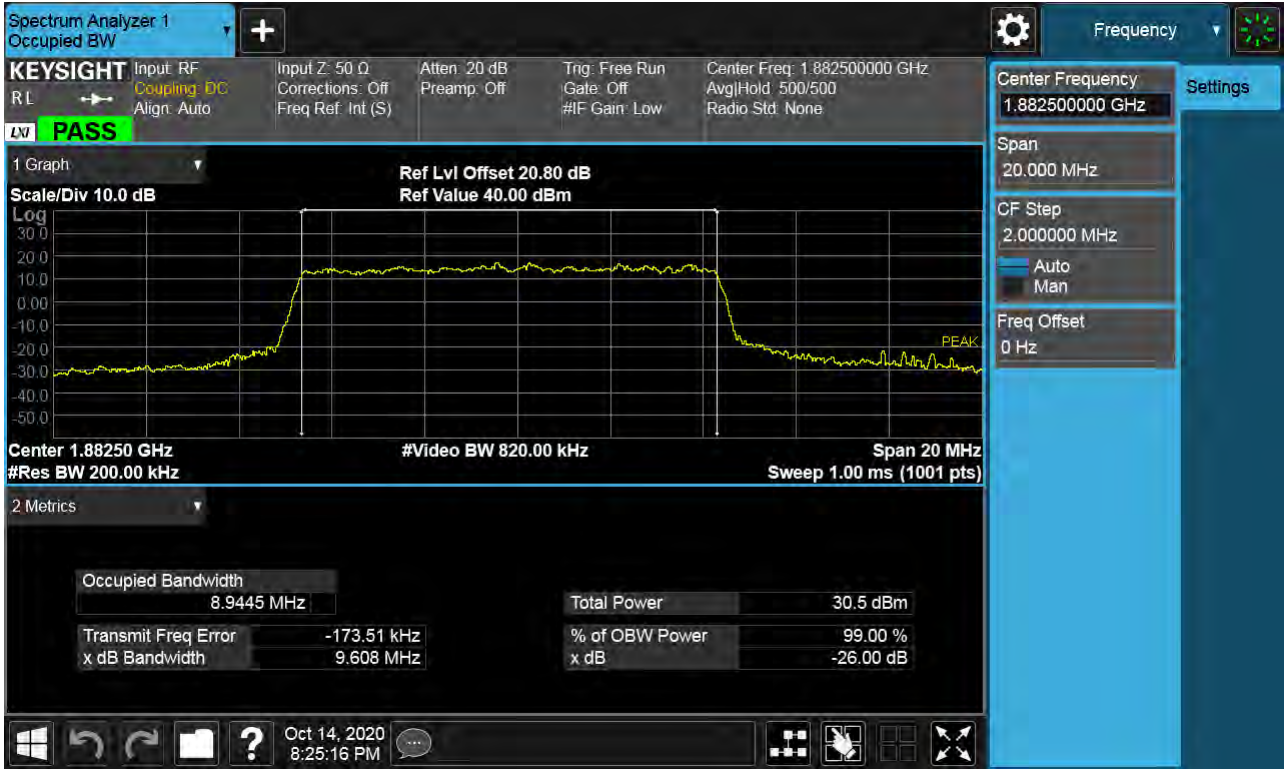 Spectrum Analyzer 1
Occupied BW
Frequency
KEYSIGHT
RL
LXI
PASS
Input: RF
Coupling: DC
Align: Auto
Input Z: 50 Ω
Corrections: Off
Freq Ref: Int (S)
Atten: 20 dB
Preamp: Off
Trig: Free Run
Gate: Off
#IF Gain: Low
Center Freq: 1.882500000 GHz
Avg|Hold: 500/500
Radio Std: None
1 Graph
Scale/Div 10.0 dB
Ref Lvl Offset 20.80 dB
Ref Value 40.00 dBm
Log
30.0
20.0
10.0
0.00
-10.0
-20.0
-30.0
-40.0
-50.0
PEAK
Center 1.88250 GHz
#Video BW 820.00 kHz
Span 20 MHz
#Res BW 200.00 kHz
Sweep 1.00 ms (1001 pts)
2 Metrics
Occupied Bandwidth
8.9445 MHz
Transmit Freq Error -173.51 kHz
x dB Bandwidth 9.608 MHz
Total Power 30.5 dBm
% of OBW Power 99.00 %
x dB -26.00 dB
?
Oct 14, 2020
8:25:16 PM
Center Frequency
1.882500000 GHz
Span
20.000 MHz
CF Step
2.000000 MHz
Auto
Man
Freq Offset
0 Hz
Settings